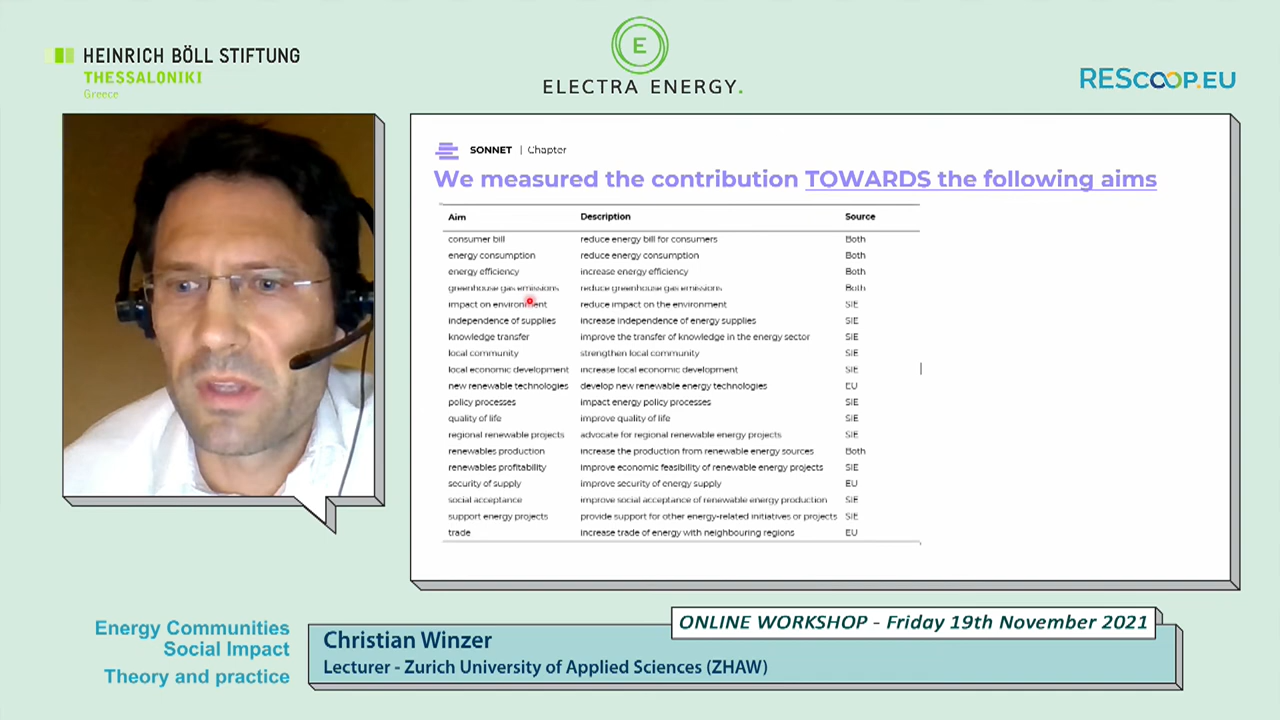 HEINRICH BÖLL STIFTUNG
THESSALONIKI
Greece
E
ELECTRA ENERGY.
REScoop.EU
SONNET | Chapter
We measured the contribution TOWARDS the following aims
Aim Description Source
consumer bill reduce energy bill for consumers Both
energy consumption reduce energy consumption Both
energy efficiency increase energy efficiency Both
greenhouse gas emissions reduce greenhouse gas emissions Both
impact on environment reduce impact on the environment SIE
independence of supplies increase independence of energy supplies SIE
knowledge transfer improve the transfer of knowledge in the energy sector SIE
local community strengthen local community SIE
local economic development increase local economic development SIE
new renewable technologies develop new renewable energy technologies EU
policy processes impact energy policy processes SIE
quality of life improve quality of life SIE
regional renewable projects advocate for regional renewable energy projects SIE
renewables production increase the production from renewable energy sources Both
renewables profitability improve economic feasibility of renewable energy projects SIE
security of supply improve security of energy supply EU
social acceptance improve social acceptance of renewable energy production SIE
support energy projects provide support for other energy-related initiatives or projects SIE
trade increase trade of energy with neighbouring regions EU
ONLINE WORKSHOP - Friday 19th November 2021
Energy Communities
Social Impact
Theory and practice
Christian Winzer
Lecturer - Zurich University of Applied Sciences (ZHAW)